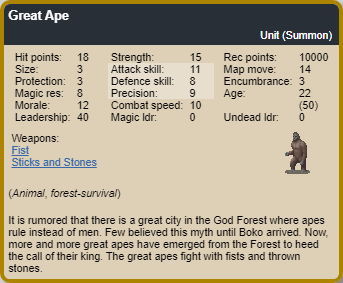 Great Ape
Unit (Summon)
Hit points: 18 Strength: 15 Rec points: 10000
Size: 3 Attack skill: 11 Map move: 14
Protection: 3 Defence skill: 8 Encumbrance: 3
Magic res: 8 Precision: 9 Age: 22
Morale: 12 Combat speed: 10 (50)
Leadership: 40 Magic ldr: 0 Undead ldr: 0
Weapons:
Fist
Sticks and Stones
(Animal, forest-survival)
It is rumored that there is a great city in the God Forest where apes
rule instead of men. Few believed this myth until Boko arrived. Now,
more and more great apes have emerged from the Forest to heed
the call of their king. The great apes fight with fists and thrown
stones.